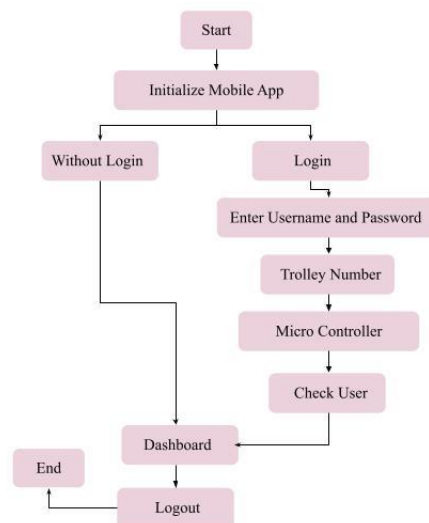 Start
Initialize Mobile App
Without Login
Login
Enter Username and Password
Trolley Number
Micro Controller
Check User
Dashboard
End
Logout